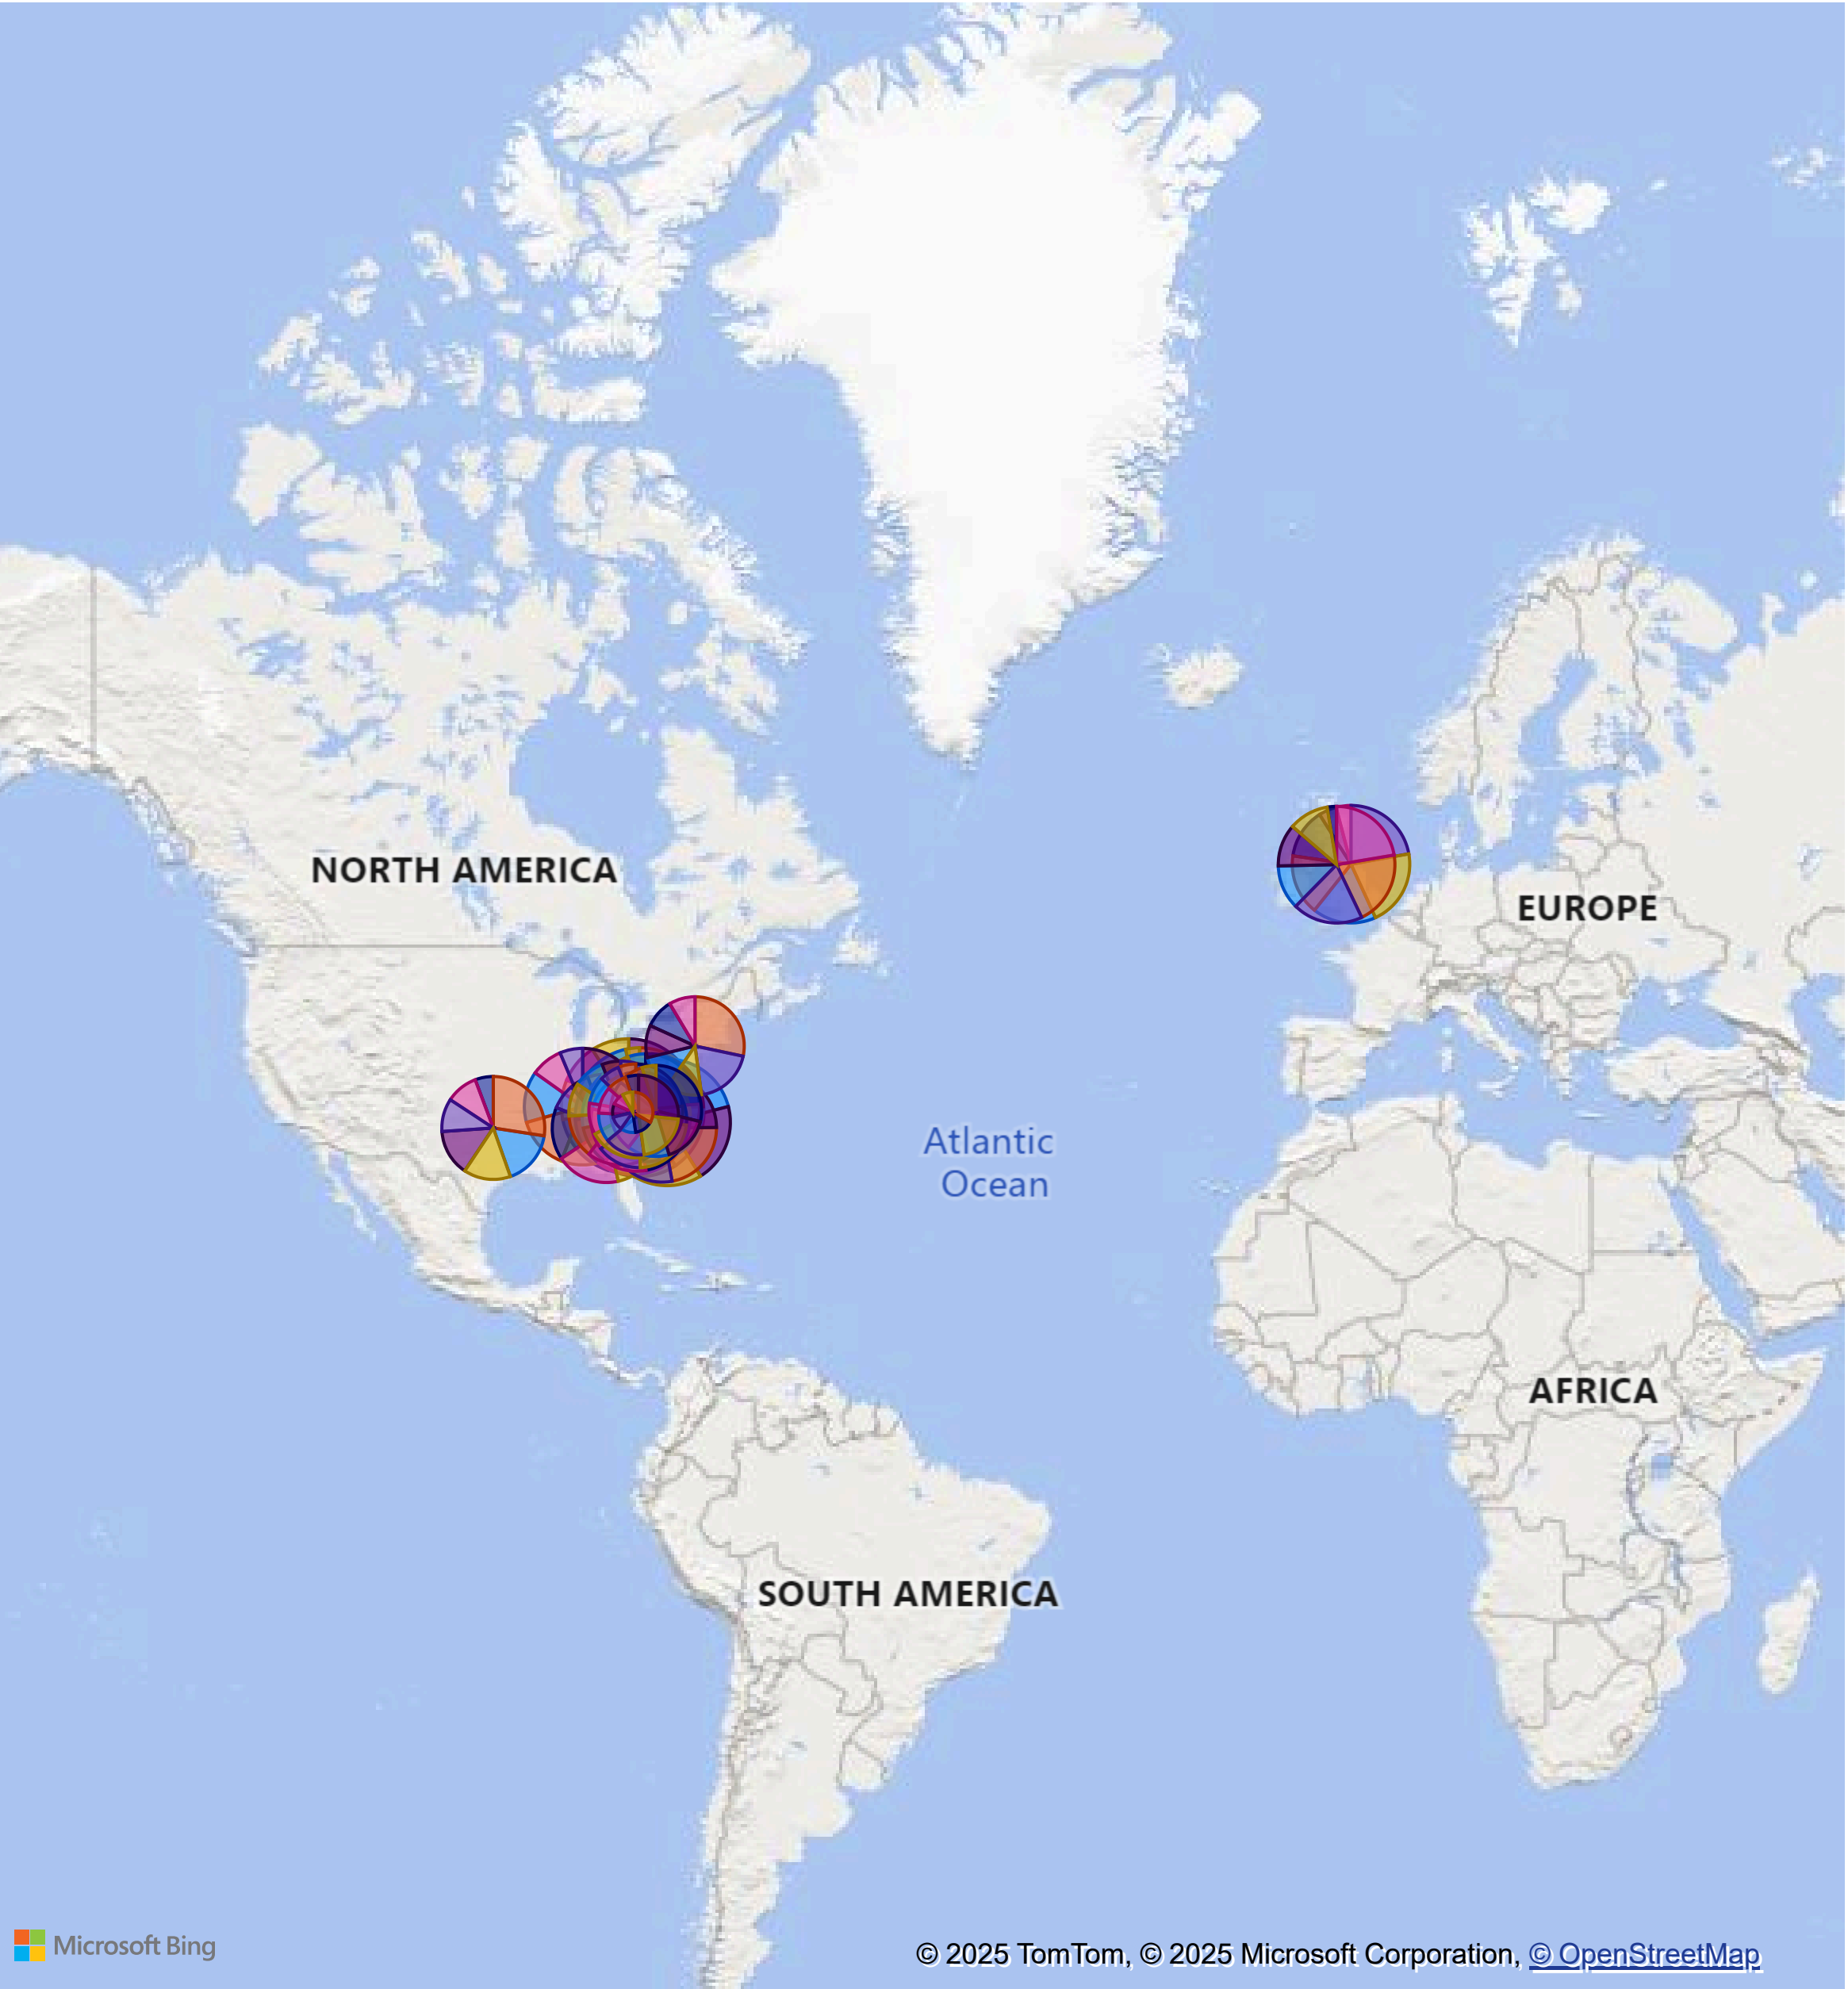 NORTH AMERICA
EUROPE
Atlantic
Ocean
AFRICA
SOUTH AMERICA
Microsoft Bing
© 2025 TomTom, © 2025 Microsoft Corporation, © OpenStreetMap